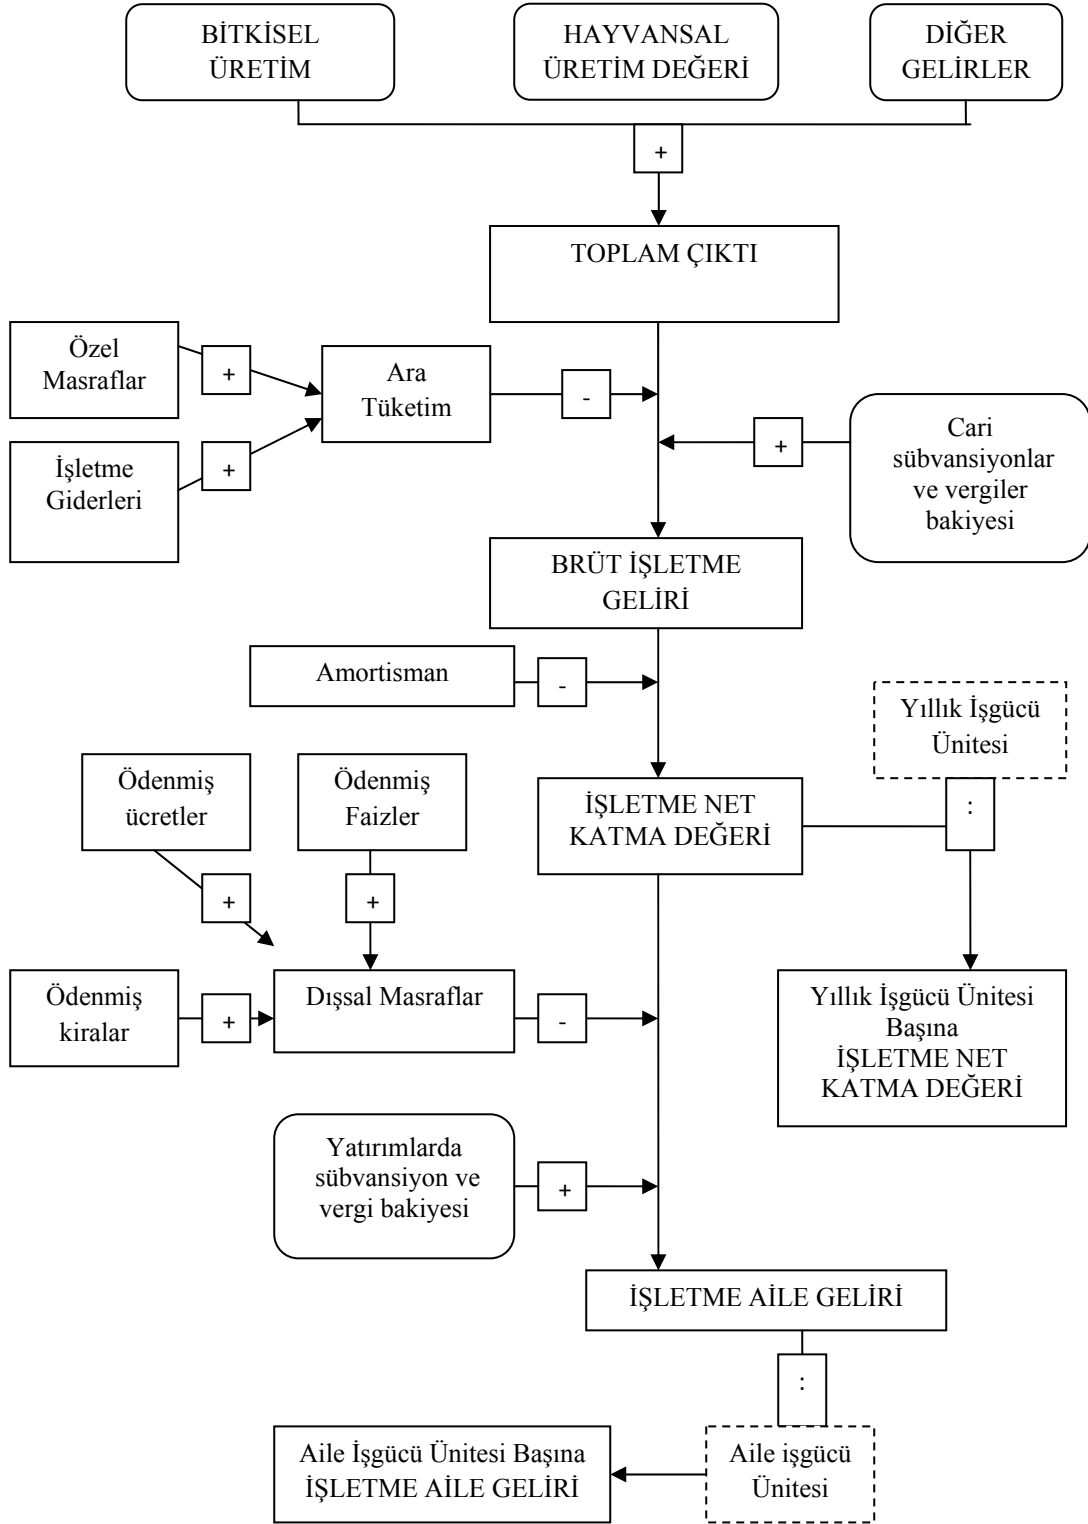 BİTKİSEL
ÜRETİM
HAYVANSAL
ÜRETİM DEĞERİ
DİĞER
GELİRLER
+
TOPLAM ÇIKTI
Özel
Masraflar
+
Ara
Tüketim
-
İşletme
Giderleri
+
+
Cari
sübvansiyonlar
ve vergiler
bakiyesi
BRÜT İŞLETME
GELİRİ
Amortisman
-
Yıllık İşgücü
Ünitesi
:
Ödenmiş
ücretler
Ödenmiş
Faizler
İŞLETME NET
KATMA DEĞERİ
+
+
Ödenmiş
kiralar
+
Dışsal Masraflar
-
Yıllık İşgücü Ünitesi
Başına
İŞLETME NET
KATMA DEĞERİ
Yatırımlarda
sübvansiyon ve
vergi bakiyesi
+
İŞLETME AİLE GELİRİ
:
Aile İşgücü Ünitesi Başına
İŞLETME AİLE GELİRİ
Aile işgücü
Ünitesi